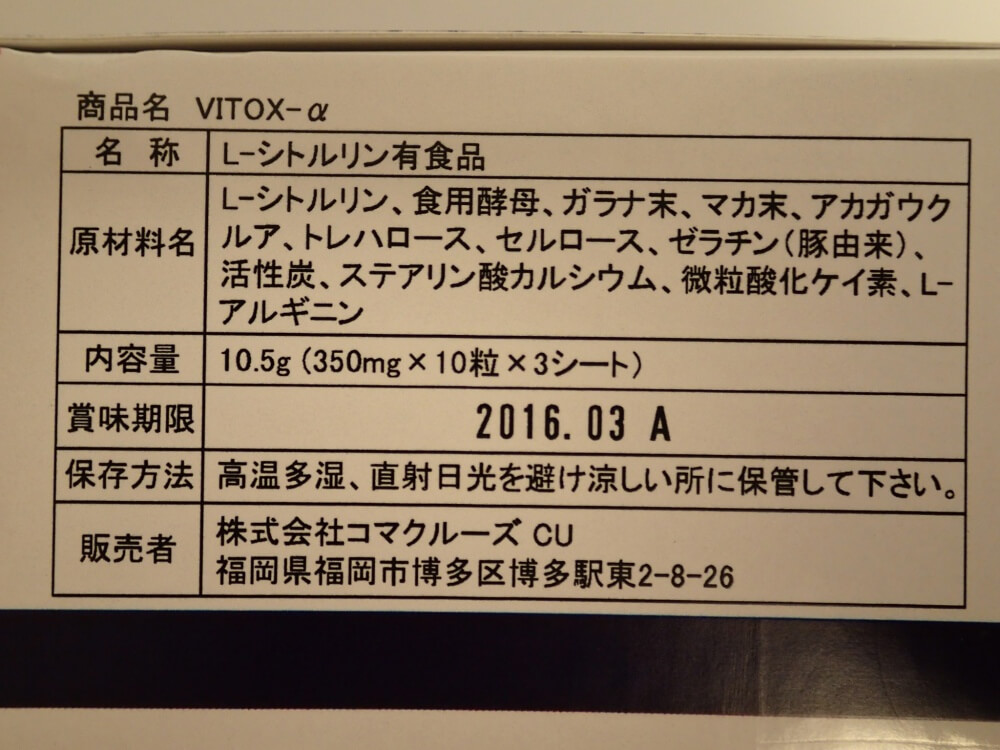 商品名 VITOX-α
名 称 L-シトルリン有食品
原材料名 L-シトルリン、食用酵母、ガラナ末、マカ末、アカガウク
ルア、トレハロース、セルロース、ゼラチン(豚由来)、
活性炭、ステアリン酸カルシウム、微粒酸化ケイ素、L-
アルギニン
内容量 10.5g (350mg×10粒×3シート)
賞味期限 2016.03 A
保存方法 高温多湿、直射日光を避け涼しい所に保管して下さい。
販売者 株式会社コマクルーズ CU
福岡県福岡市博多区博多駅東2-8-26